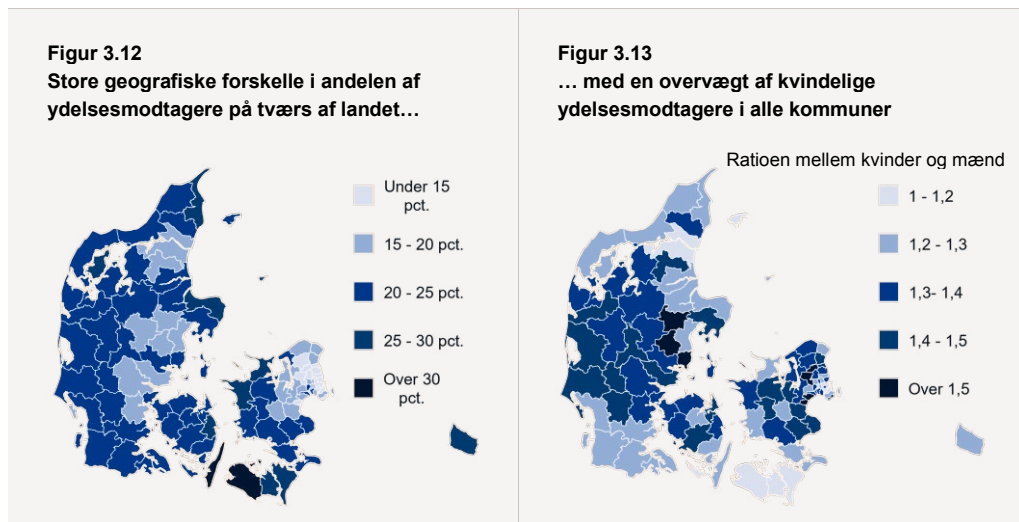 Figur 3.12
Store geografiske forskelle i andelen af
ydelsesmodtagere på tværs af landet…
Under 15
pct.
15 - 20 pct.
20 - 25 pct.
25 - 30 pct.
Over 30
pct.
Figur 3.13
… med en overvægt af kvindelige
ydelsesmodtagere i alle kommuner
Ratioen mellem kvinder og mænd
1 - 1,2
1,2 - 1,3
1,3- 1,4
1,4 - 1,5
Over 1,5